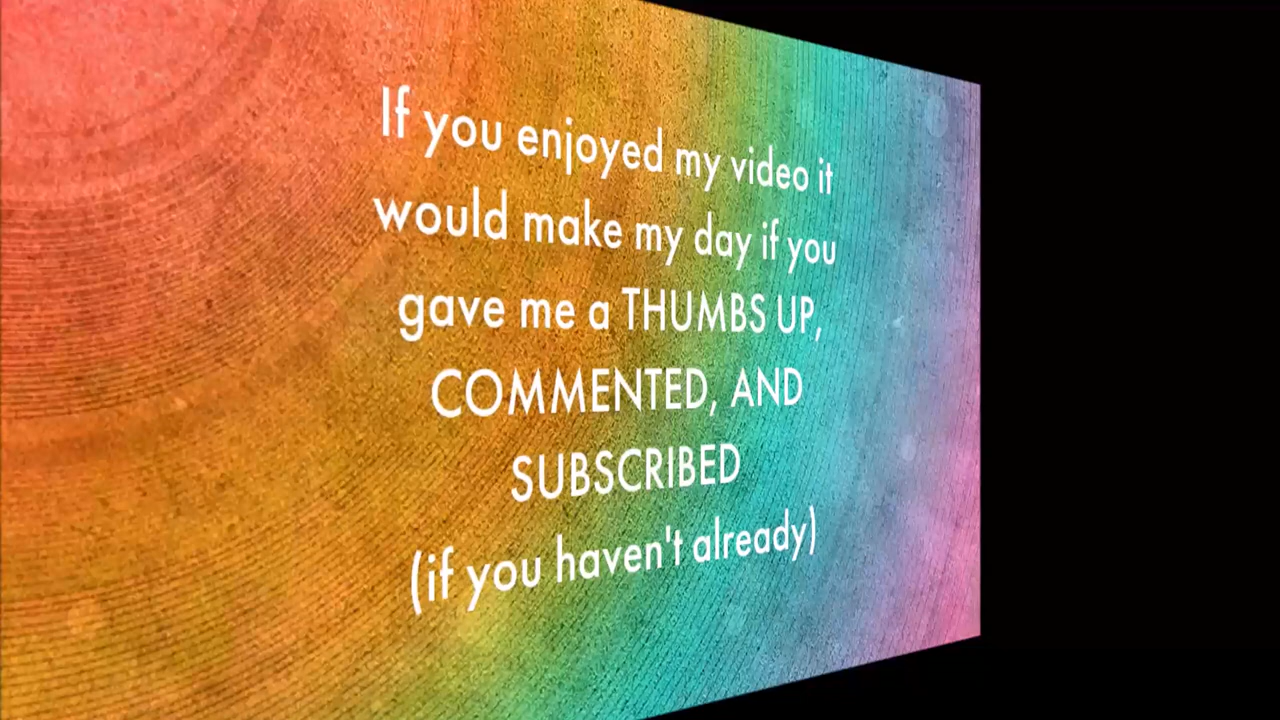 If you enjoyed my video it
would make my day if you
gave me a THUMBS UP,
COMMENTED, AND
SUBSCRIBED
(if you haven't already)